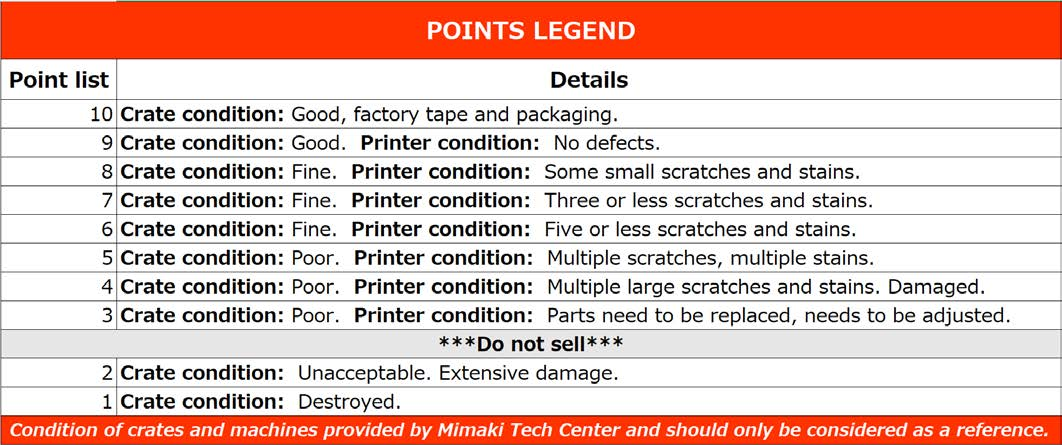 POINTS LEGEND
Point list Details
10 Crate condition: Good, factory tape and packaging.
9 Crate condition: Good. Printer condition: No defects.
8 Crate condition: Fine. Printer condition: Some small scratches and stains.
7 Crate condition: Fine. Printer condition: Three or less scratches and stains.
6 Crate condition: Fine. Printer condition: Five or less scratches and stains.
5 Crate condition: Poor. Printer condition: Multiple scratches, multiple stains.
4 Crate condition: Poor. Printer condition: Multiple large scratches and stains. Damaged.
3 Crate condition: Poor. Printer condition: Parts need to be replaced, needs to be adjusted.
***Do not sell***
2 Crate condition: Unacceptable. Extensive damage.
1 Crate condition: Destroyed.
Condition of crates and machines provided by Mimaki Tech Center and should only be considered as a reference.